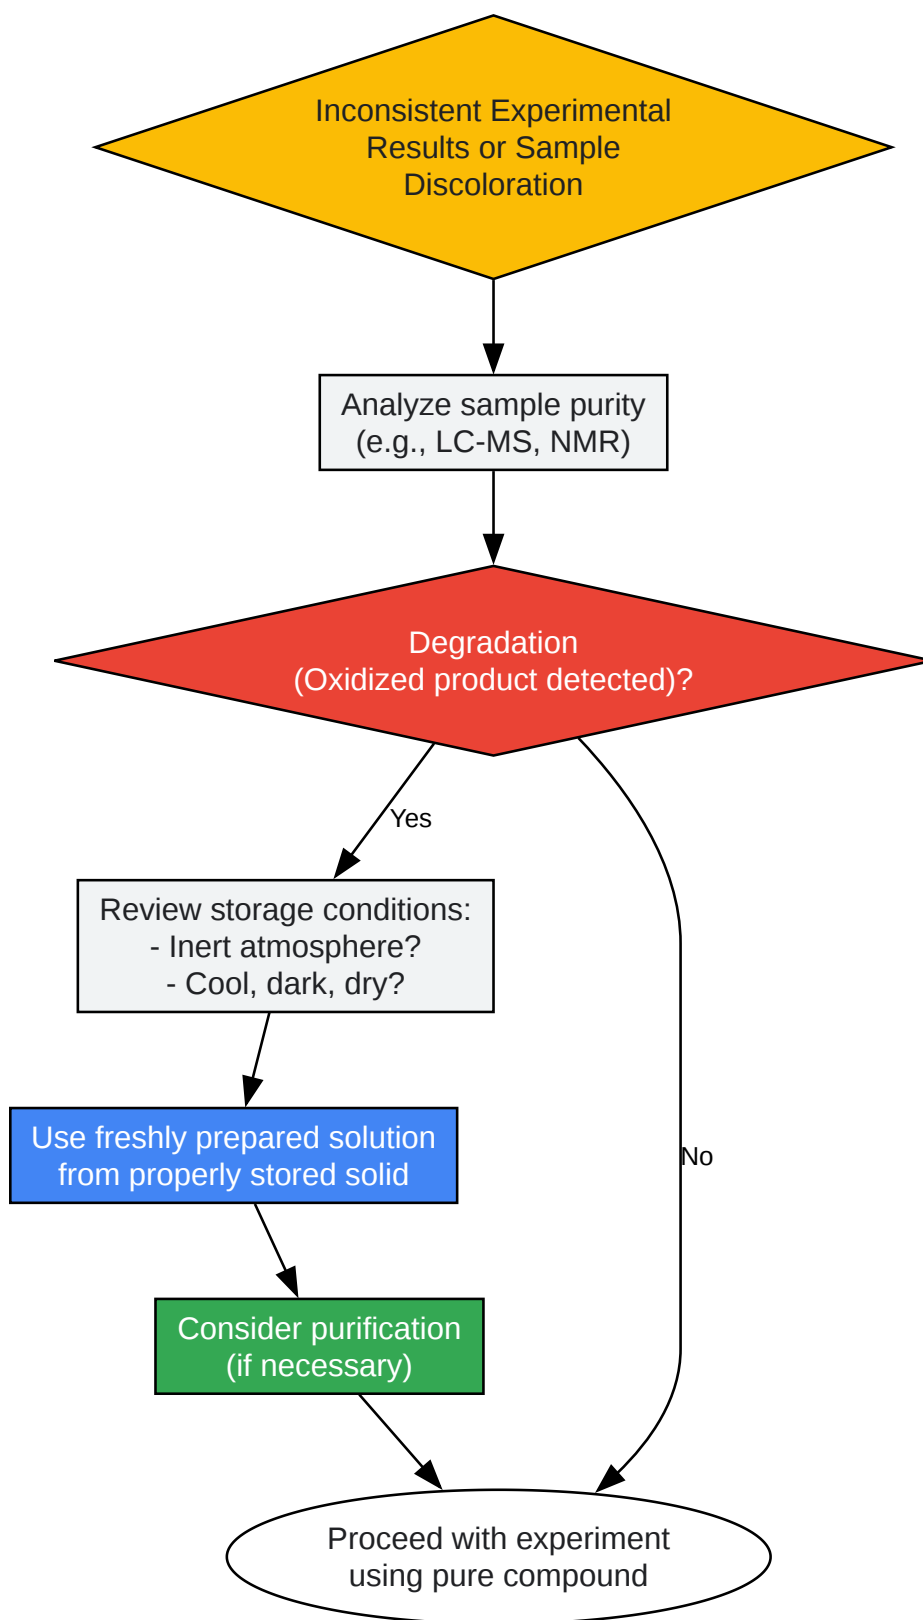 Inconsistent Experimental
Results or Sample
Discoloration
Analyze sample purity
(e.g., LC-MS, NMR)
Degradation
(Oxidized product detected)?
Yes
Review storage conditions:
- Inert atmosphere?
- Cool, dark, dry?
Use freshly prepared solution
from properly stored solid
No
Consider purification
(if necessary)
Proceed with experiment
using pure compound